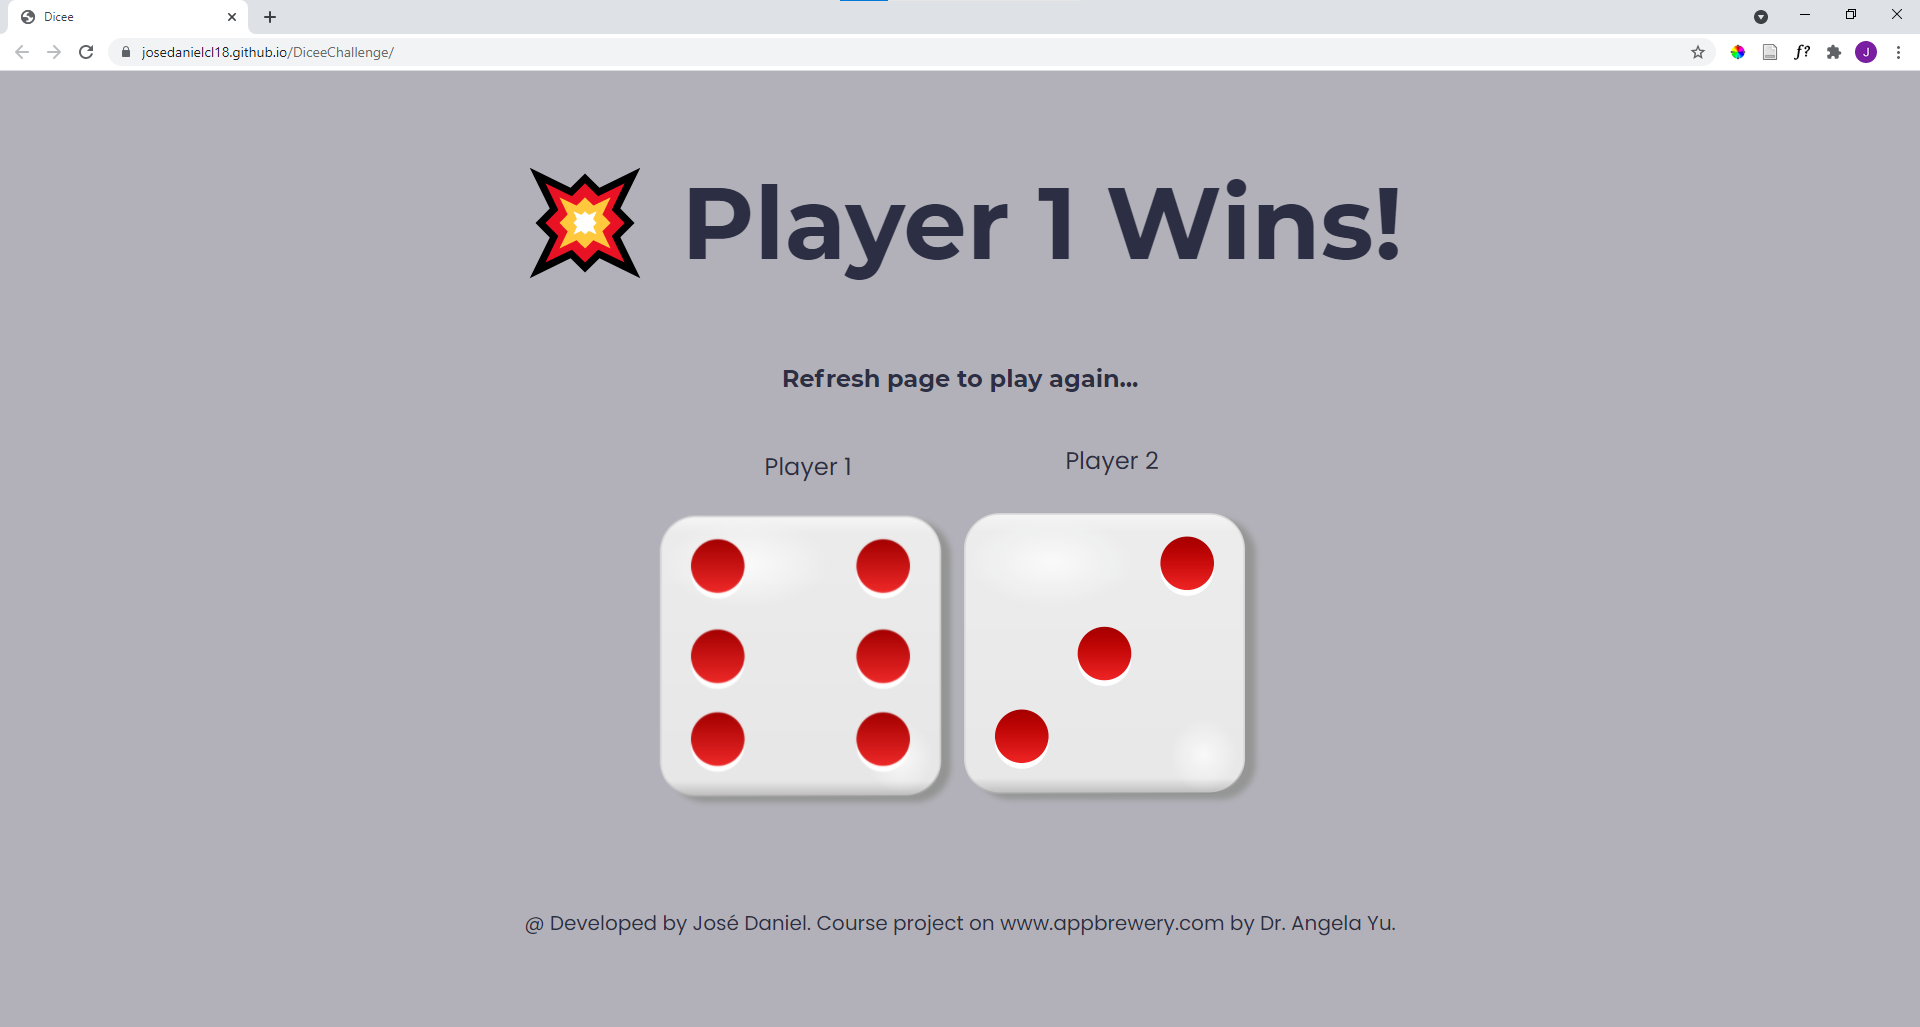 Dicee
josedanielcl18.github.io/DiceeChallenge/
f?
J
Player 1 Wins!
Refresh page to play again...
Player 1
Player 2
@ Developed by José Daniel. Course project on www.appbrewery.com by Dr. Angela Yu.